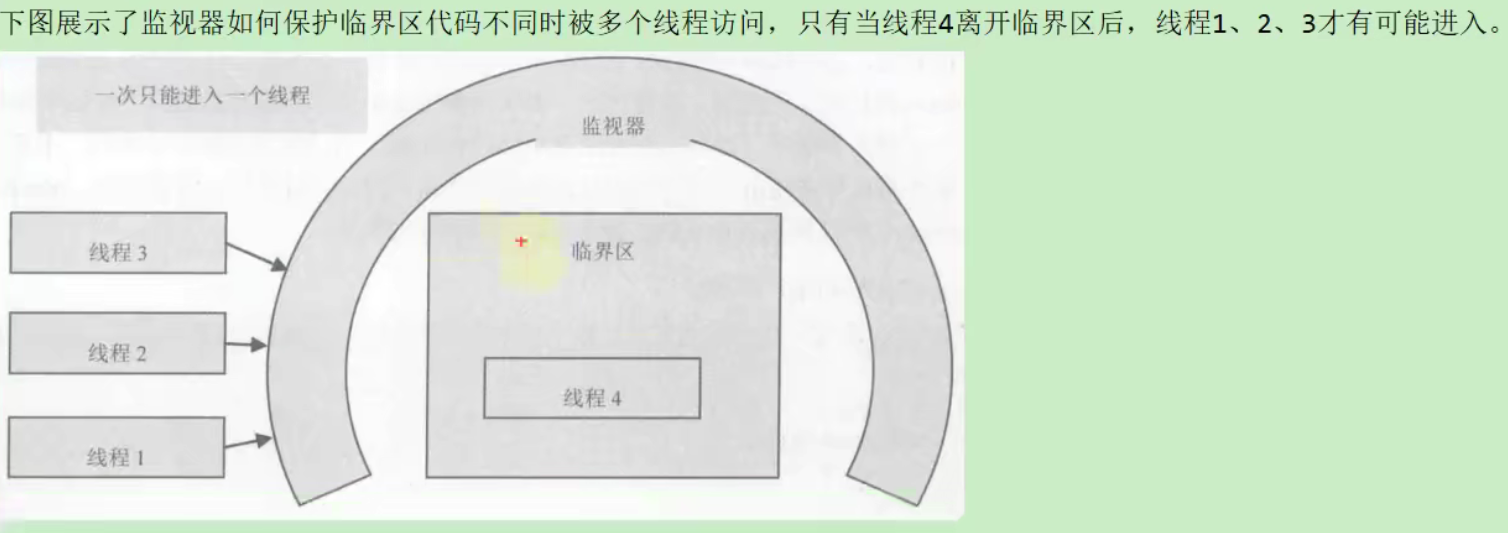 下图展示了监视器如何保护临界区代码不同时被多个线程访问，只有当线程4离开临界区后，线程1、2、3才有可能进入。
一次只能进入一个线程
监视器
线程 3
临界区
线程 2
线程 4
线程 1